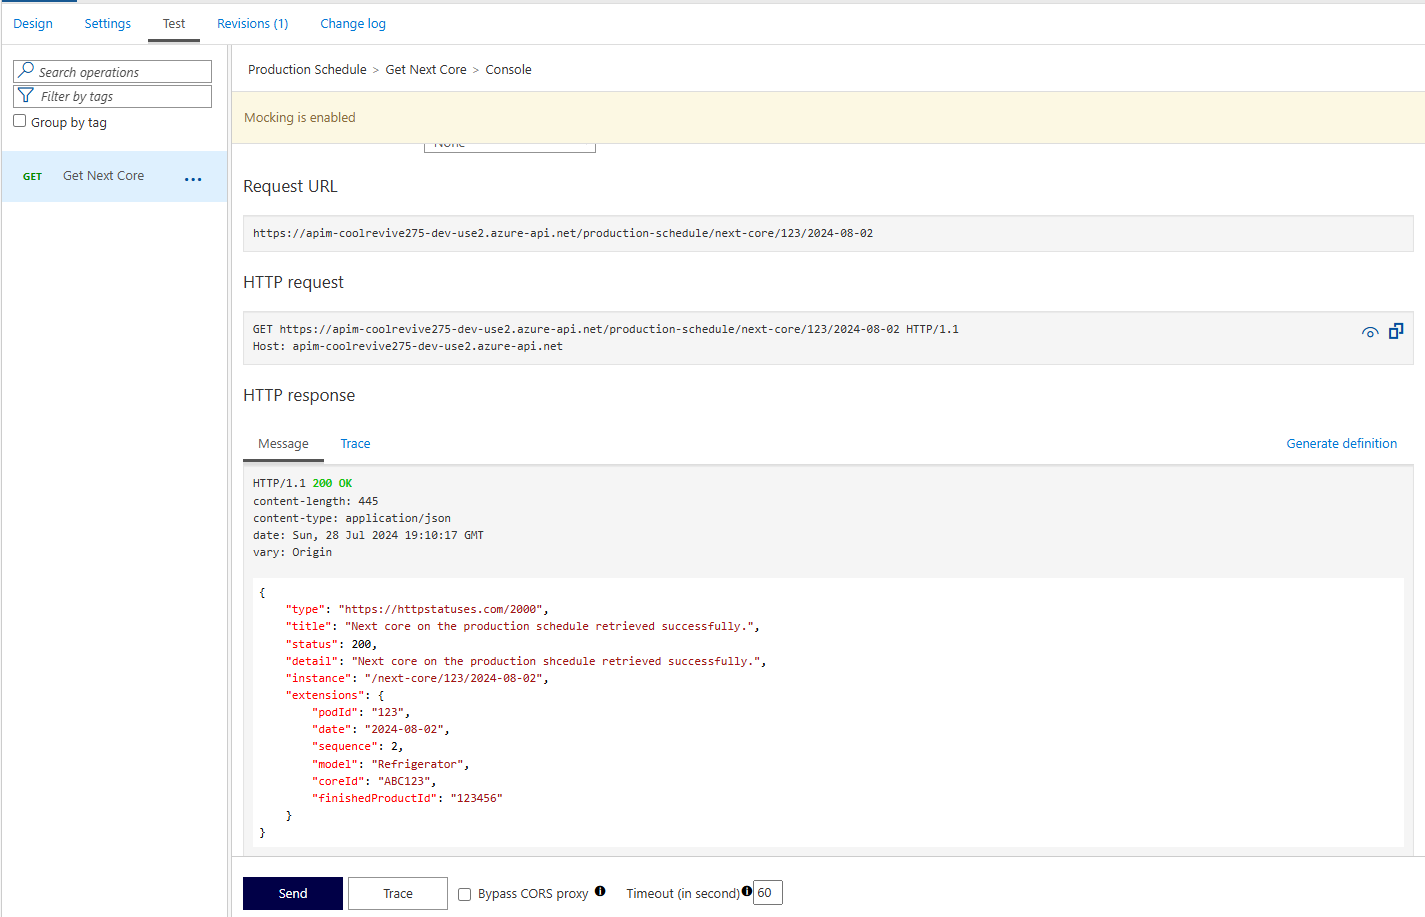 Design Settings Test Revisions (1) Change log
Search operations
Filter by tags
Group by tag
GET Get Next Core ...
Production Schedule > Get Next Core > Console
Mocking is enabled
None
Request URL
https://apim-coolrevive275-dev-use2.azure-api.net/production-schedule/next-core/123/2024-08-02
HTTP request
GET https://apim-coolrevive275-dev-use2.azure-api.net/production-schedule/next-core/123/2024-08-02 HTTP/1.1
Host: apim-coolrevive275-dev-use2.azure-api.net
HTTP response
Message Trace Generate definition
HTTP/1.1 200 OK
content-length: 445
content-type: application/json
date: Sun, 28 Jul 2024 19:10:17 GMT
vary: Origin
{
"type": "https://httpstatuses.com/2000",
"title": "Next core on the production schedule retrieved successfully.",
"status": 200,
"detail": "Next core on the production shcedule retrieved successfully.",
"instance": "/next-core/123/2024-08-02",
"extensions": {
"podId": "123",
"date": "2024-08-02",
"sequence": 2,
"model": "Refrigerator",
"coreId": "ABC123",
"finishedProductId": "123456"
}
}
Send Trace Bypass CORS proxy Timeout (in second) 60